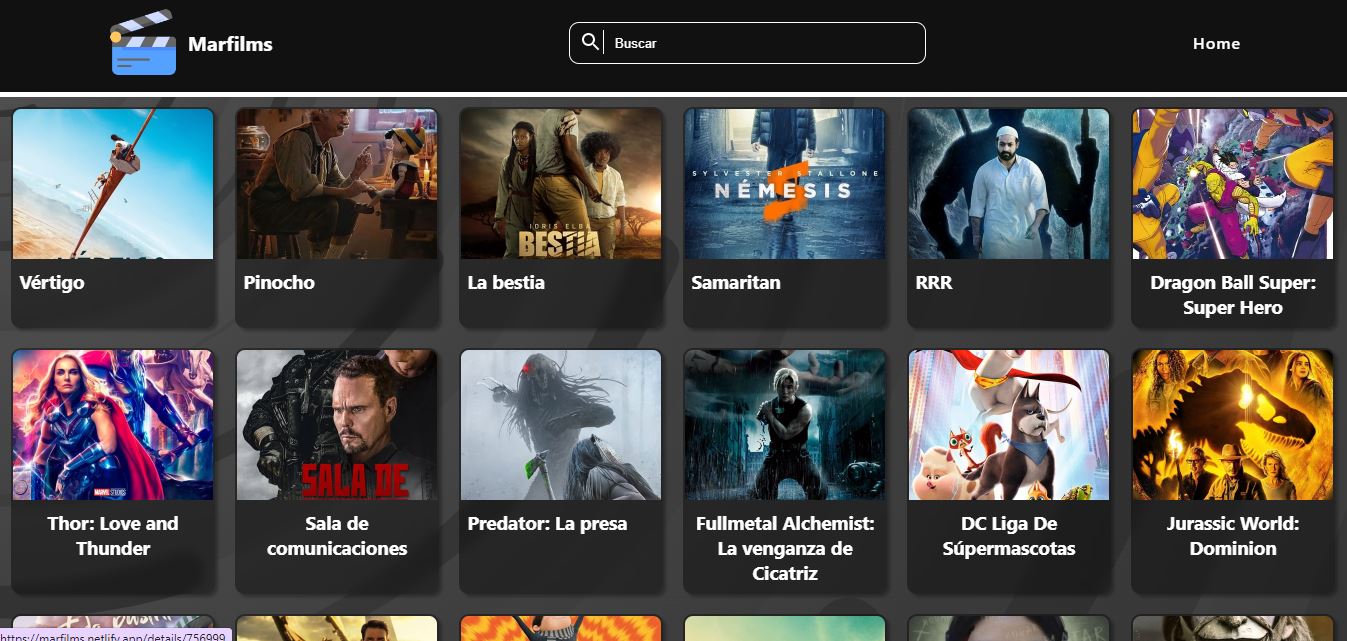 Marfilms
Buscar
Home
SYLVESTER STALLONE
NÉMESIS
IDRIS ELBA
BESTIA
Vértigo
Pinocho
La bestia
Samaritan
RRR
Dragon Ball Super:
Super Hero
MARVEL STUDIOS
SALA DE
Thor: Love and
Thunder
Sala de
comunicaciones
Predator: La presa
Fullmetal Alchemist:
La venganza de
Cicatriz
DC Liga De
Súpermascotas
Jurassic World:
Dominion
https://marfilms.netlify.app/details/756999